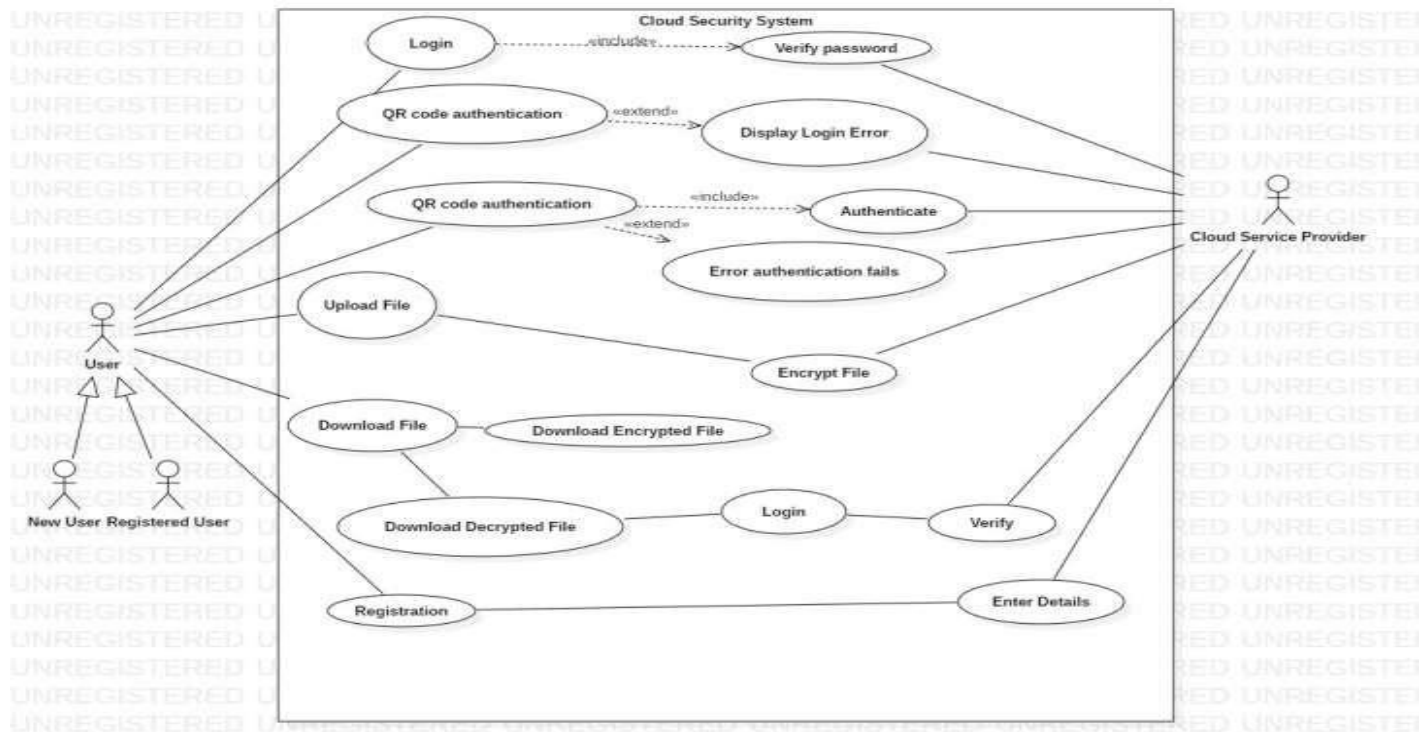 Cloud Security System
Login
«include»
Verify password
QR code authentication
«extend»
Display Login Error
QR code authentication
«include»
Authenticate
«extend»
Error authentication fails
Cloud Service Provider
Upload File
User
Encrypt File
Download File
Download Encrypted File
New User
Registered User
Download Decrypted File
Login
Verify
Registration
Enter Details
UNREGISTERED